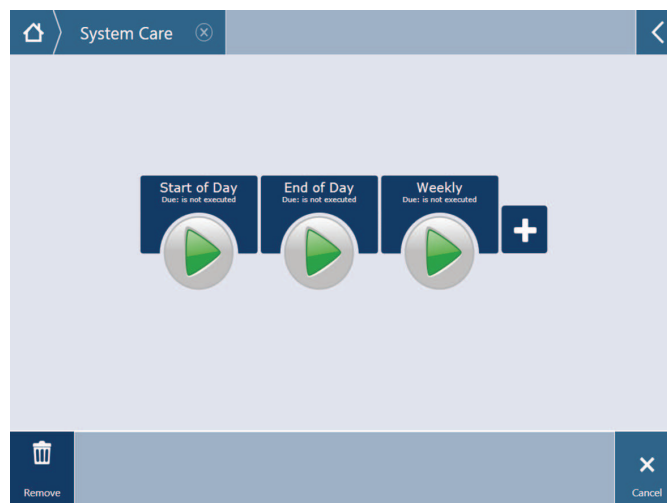 System Care
Start of Day
Due: is not executed
End of Day
Due: is not executed
Weekly
Due: is not executed
Remove
Cancel